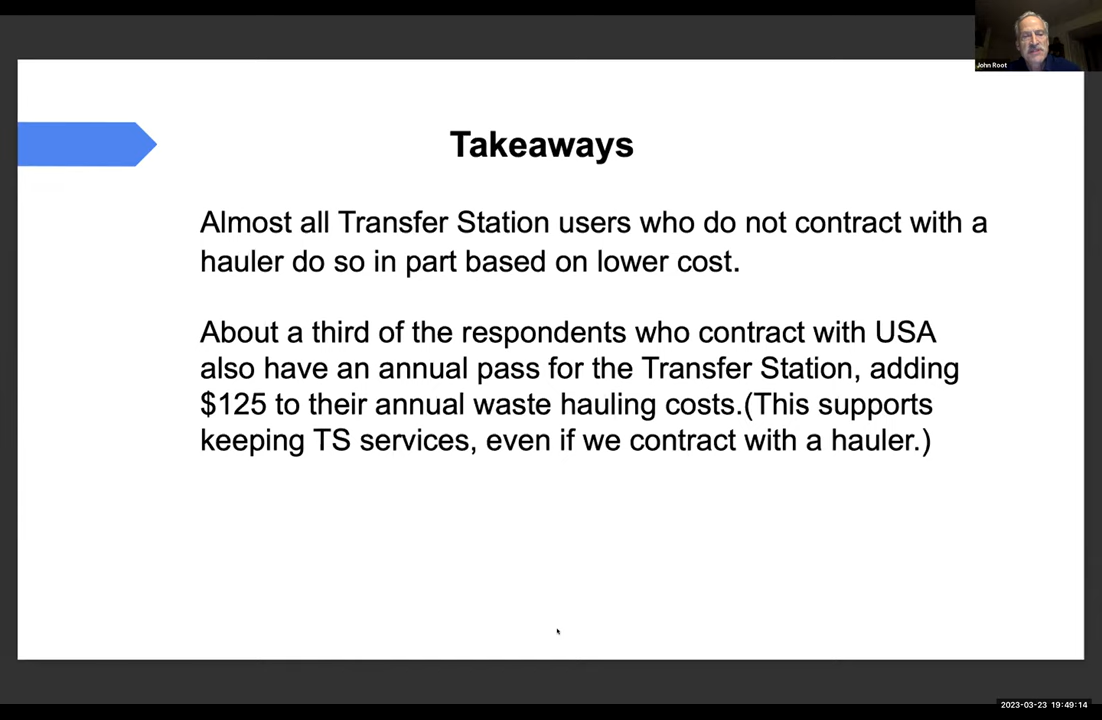 John Root
Takeaways
Almost all Transfer Station users who do not contract with a
hauler do so in part based on lower cost.
About a third of the respondents who contract with USA
also have an annual pass for the Transfer Station, adding
$125 to their annual waste hauling costs.(This supports
keeping TS services, even if we contract with a hauler.)
2023-03-23 19:49:14